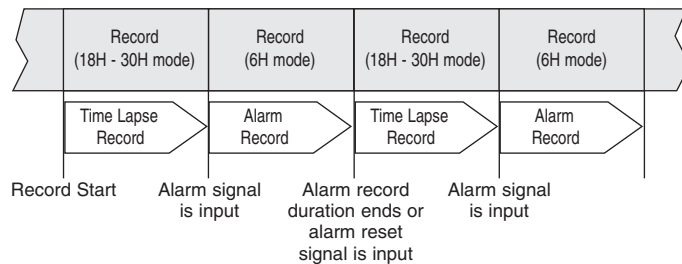 Record
(18H - 30H mode)
Record
(6H mode)
Record
(18H - 30H mode)
Record
(6H mode)
Time Lapse
Record
Alarm
Record
Time Lapse
Record
Alarm
Record
Record Start
Alarm signal
is input
Alarm record
duration ends or
alarm reset
signal is input
Alarm signal
is input